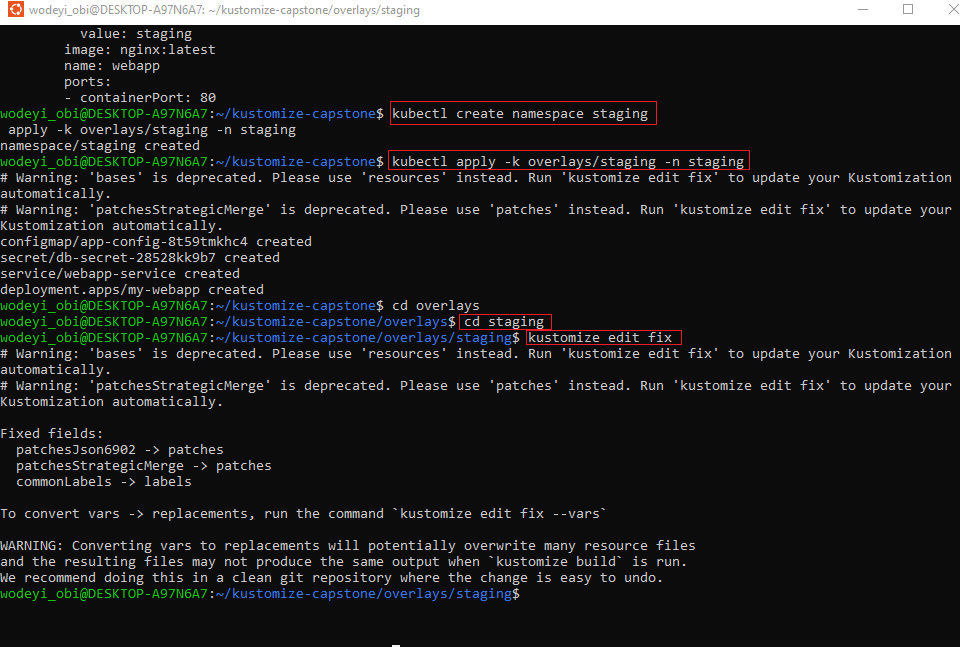 wodeyi_obi@DESKTOP-A97N6A7: ~/kustomize-capstone/overlays/staging
value: staging
image: nginx:latest
name: webapp
ports:
- containerPort: 80
wodeyi_obi@DESKTOP-A97N6A7:~/kustomize-capstone$ kubectl create namespace staging
apply -k overlays/staging -n staging
namespace/staging created
wodeyi_obi@DESKTOP-A97N6A7:~/kustomize-capstone$ kubectl apply -k overlays/staging -n staging
# Warning: 'bases' is deprecated. Please use 'resources' instead. Run 'kustomize edit fix' to update your Kustomization
automatically.
# Warning: 'patchesStrategicMerge' is deprecated. Please use 'patches' instead. Run 'kustomize edit fix' to update your
Kustomization automatically.
configmap/app-config-8t59tmkhc4 created
secret/db-secret-28528kk9b7 created
service/webapp-service created
deployment.apps/my-webapp created
wodeyi_obi@DESKTOP-A97N6A7:~/kustomize-capstone$ cd overlays
wodeyi_obi@DESKTOP-A97N6A7:~/kustomize-capstone/overlays$ cd staging
wodeyi_obi@DESKTOP-A97N6A7:~/kustomize-capstone/overlays/staging$ kustomize edit fix
# Warning: 'bases' is deprecated. Please use 'resources' instead. Run 'kustomize edit fix' to update your Kustomization
automatically.
# Warning: 'patchesStrategicMerge' is deprecated. Please use 'patches' instead. Run 'kustomize edit fix' to update your
Kustomization automatically.
Fixed fields:
patchesJson6902 -> patches
patchesStrategicMerge -> patches
commonLabels -> labels
To convert vars -> replacements, run the command `kustomize edit fix --vars`
WARNING: Converting vars to replacements will potentially overwrite many resource files
and the resulting files may not produce the same output when `kustomize build` is run.
We recommend doing this in a clean git repository where the change is easy to undo.
wodeyi_obi@DESKTOP-A97N6A7:~/kustomize-capstone/overlays/staging$